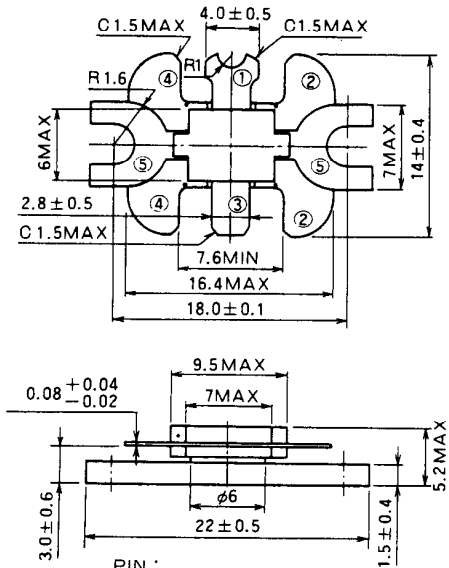 4.0±0.5
C1.5MAX
C1.5MAX
R1
R1.6
④
①
②
6MAX
7MAX
14±0.4
⑤
⑤
2.8±0.5
④
③
②
C1.5MAX
7.6MIN
16.4MAX
18.0±0.1
9.5MAX
0.08 +0.04 −0.02
7MAX
5.2MAX
3.0±0.6
φ6
22±0.5
1.5±0.4
PIN: